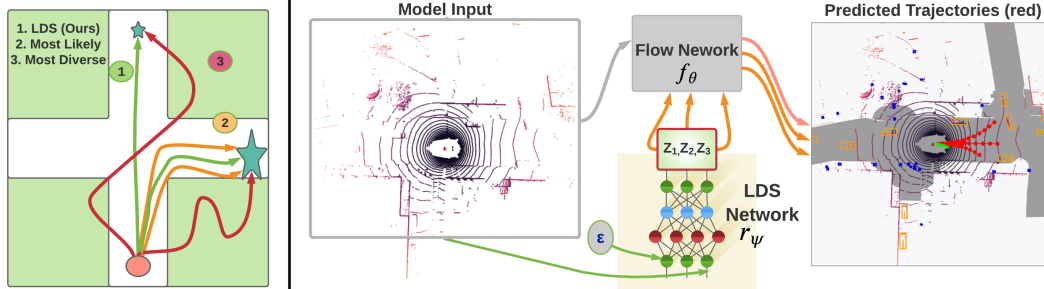 1. LDS (Ours)
2. Most Likely
3. Most Diverse
1
3
2
Model Input
Flow Nework
fθ
Z1,Z2,Z3
LDS
Network
rψ
ε
Predicted Trajectories (red)